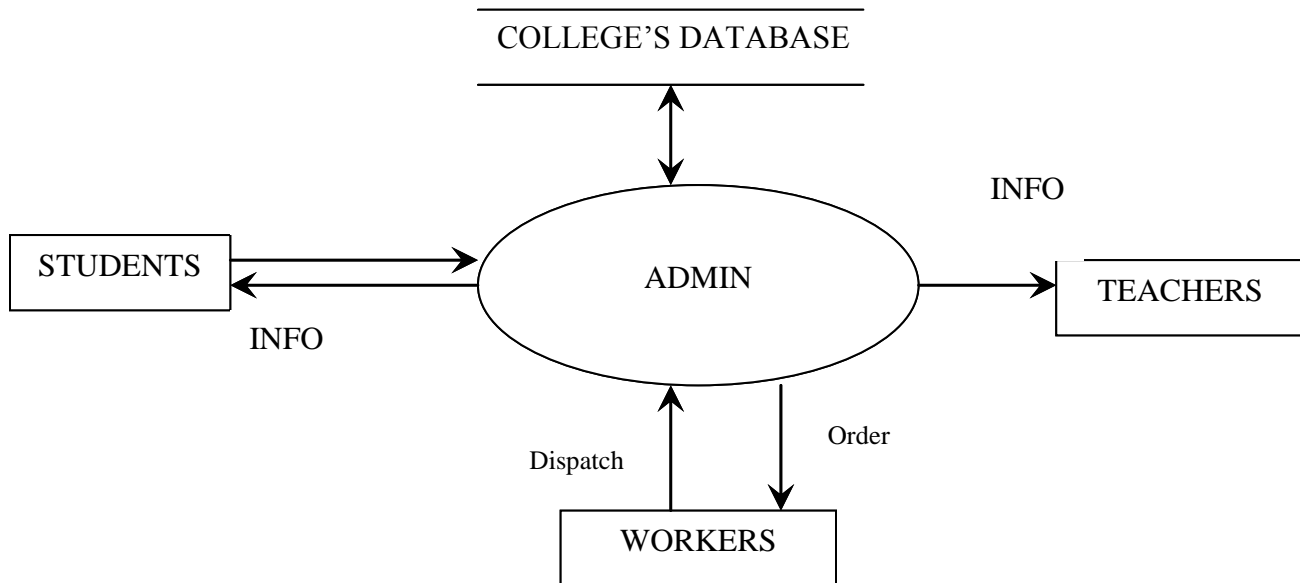 COLLEGE’S DATABASE
INFO
STUDENTS
ADMIN
TEACHERS
INFO
Order
Dispatch
WORKERS